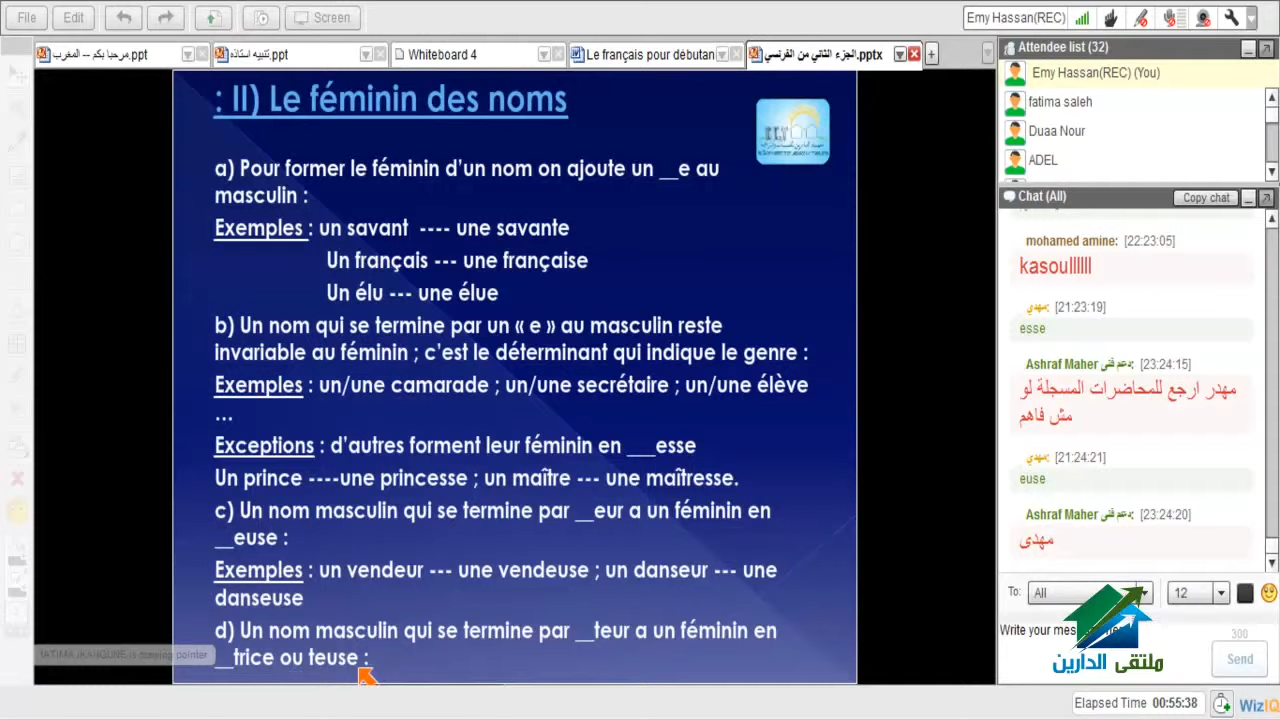 File
Edit
Screen
Emy Hassan(REC)
مرحبا بكم -- المغرب.ppt
تنبيه استاذه.ppt
Whiteboard 4
Le français pour débutan
الجزء الثاني من الفرنسي.pptx
: II) Le féminin des noms
a) Pour former le féminin d'un nom on ajoute un __e au
masculin :
Exemples : un savant ---- une savante
Un français --- une française
Un élu --- une élue
b) Un nom qui se termine par un « e » au masculin reste
invariable au féminin ; c'est le déterminant qui indique le genre :
Exemples : un/une camarade ; un/une secrétaire ; un/une élève
...
Exceptions : d'autres forment leur féminin en ___esse
Un prince ----une princesse ; un maître --- une maîtresse.
c) Un nom masculin qui se termine par __eur a un féminin en
__euse :
Exemples : un vendeur --- une vendeuse ; un danseur --- une
danseuse
d) Un nom masculin qui se termine par __teur a un féminin en
__trice ou teuse :
is drawing pointer
Attendee list (32)
Emy Hassan(REC) (You)
fatima saleh
Duaa Nour
ADEL
Chat (All)
Copy chat
mohamed amine: [22:23:05]
kasoullllll
مهدي: [21:23:19]
esse
Ashraf Maher دعم فنى: [23:24:15]
مهدر ارجع للمحاضرات المسجلة لو
مش فاهم
مهدي: [21:24:21]
euse
Ashraf Maher دعم فنى: [23:24:20]
مهدى
To:
All
12
Write your mes
300
Send
ملتقى الدارين
Elapsed Time 00:55:38
WizIQ